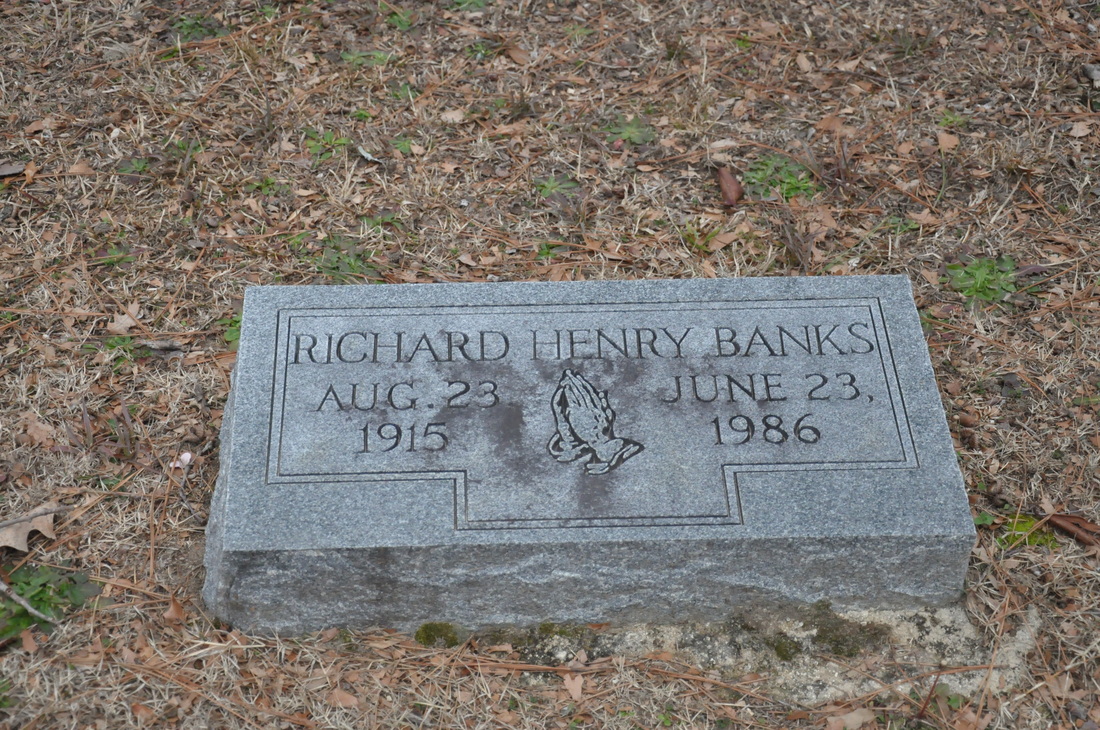 RICHARD HENRY BANKS
AUG. 23 JUNE 23,
1915 1986